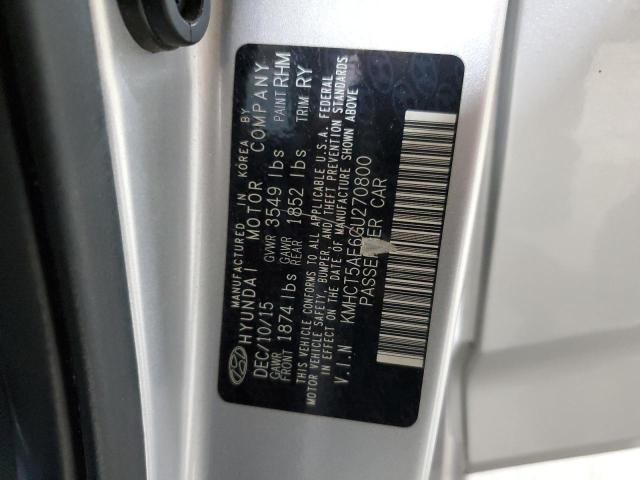 MANUFACTURED IN KOREA BY
HYUNDAI MOTOR COMPANY
DEC/10/15 GVWR 3549 lbs PAINT RHM
GAWR FRONT 1874 lbs GAWR REAR 1852 lbs TRIM RY
THIS VEHICLE CONFORMS TO ALL APPLICABLE U.S.A. FEDERAL
MOTOR VEHICLE SAFETY, BUMPER, AND THEFT PREVENTION STANDARDS
IN EFFECT ON THE DATE OF MANUFACTURE SHOWN ABOVE
V.I.N KMHCT5AE6GU270800
PASSENGER CAR